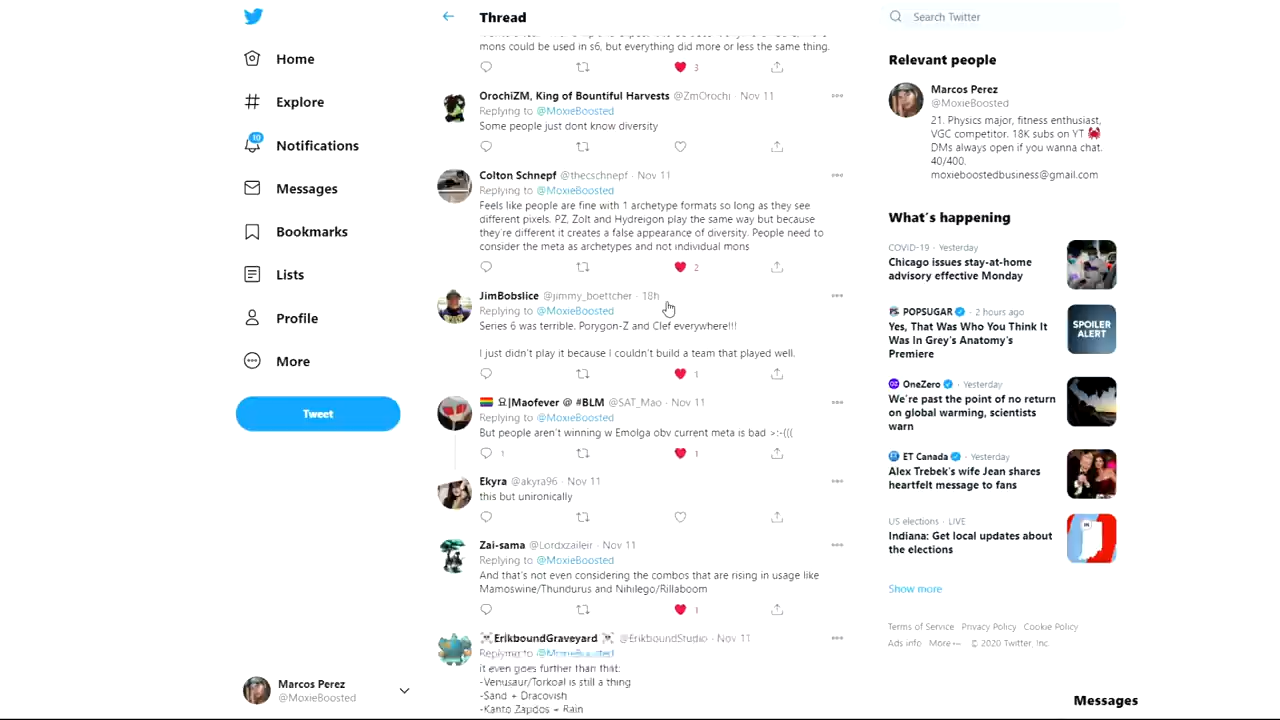 Home
Explore
10
Notifications
Messages
Bookmarks
Lists
Profile
More
Tweet
Marcos Perez
@MoxieBoosted
Thread
mons could be used in s6, but everything did more or less the same thing.
3
OrochiZM, King of Bountiful Harvests @ZmOrochi · Nov 11
Replying to @MoxieBoosted
Some people just dont know diversity
Colton Schnepf @thecschnepf · Nov 11
Replying to @MoxieBoosted
Feels like people are fine with 1 archetype formats so long as they see
different pixels. PZ, Zolt and Hydreigon play the same way but because
they're different it creates a false appearance of diversity. People need to
consider the meta as archetypes and not individual mons
2
JimBobslice @jimmy_boettcher · 18h
Replying to @MoxieBoosted
Series 6 was terrible. Porygon-Z and Clef everywhere!!!
I just didn't play it because I couldn't build a team that played well.
1
|Maofever @ #BLM @SAT_Mao · Nov 11
Replying to @MoxieBoosted
But people aren't winning w Emolga obv current meta is bad >:-(((
1
1
Ekyra @akyra96 · Nov 11
this but unironically
Zai-sama @Lordxzaileir · Nov 11
Replying to @MoxieBoosted
And that's not even considering the combos that are rising in usage like
Mamoswine/Thundurus and Nihilego/Rillaboom
1
ErikboundGraveyard @ErikboundStudio · Nov 11
Replying to @MoxieBoosted
it even goes further than that:
-Venusaur/Torkoal is still a thing
-Sand + Dracovish
-Kanto Zapdos + Rain
Search Twitter
Relevant people
Marcos Perez
@MoxieBoosted
21. Physics major, fitness enthusiast,
VGC competitor. 18K subs on YT 🦀
DMs always open if you wanna chat.
40/400.
moxieboostedbusiness@gmail.com
What's happening
COVID-19 · Yesterday
Chicago issues stay-at-home
advisory effective Monday
POPSUGAR · 2 hours ago
Yes, That Was Who You Think It
Was In Grey's Anatomy's
Premiere
SPOILER
ALERT
OneZero · Yesterday
We're past the point of no return
on global warming, scientists
warn
ET Canada · Yesterday
Alex Trebek's wife Jean shares
heartfelt message to fans
US elections · LIVE
Indiana: Get local updates about
the elections
IN
Show more
Terms of Service Privacy Policy Cookie Policy
Ads info More ··· © 2020 Twitter, Inc.
Messages